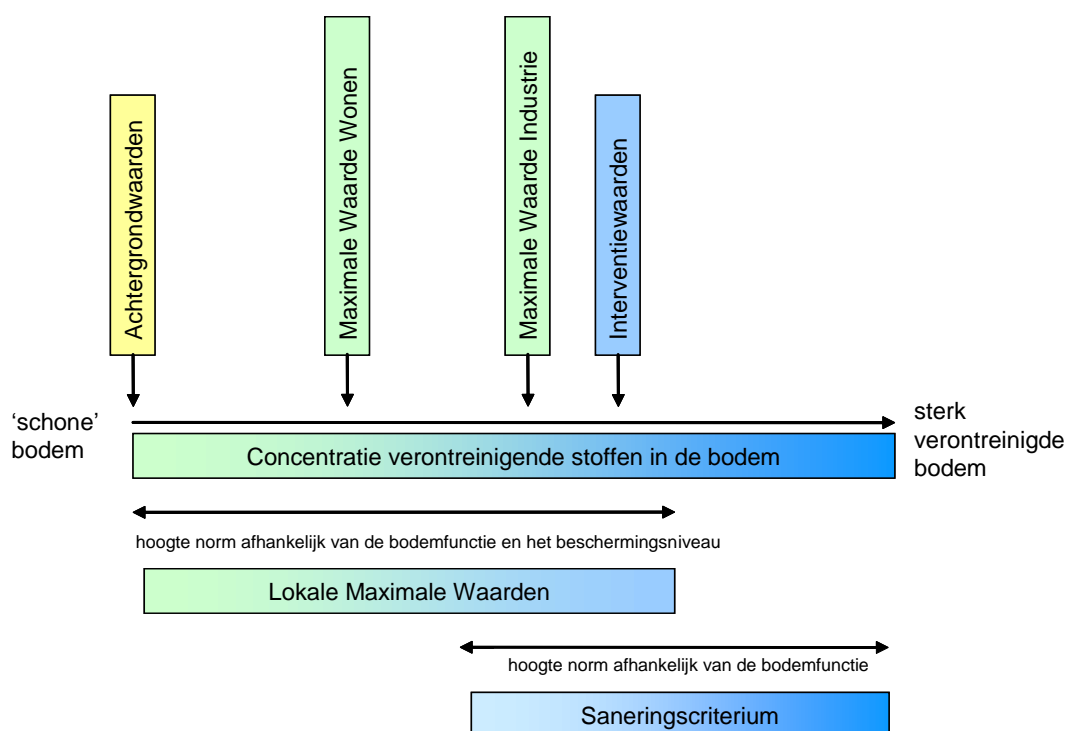 Achtergrondwaarden
Maximale Waarde Wonen
Maximale Waarde Industrie
Interventiewaarden
‘schone’
bodem
sterk
verontreinigde
bodem
Concentratie verontreinigende stoffen in de bodem
hoogte norm afhankelijk van de bodemfunctie en het beschermingsniveau
Lokale Maximale Waarden
hoogte norm afhankelijk van de bodemfunctie
Saneringscriterium